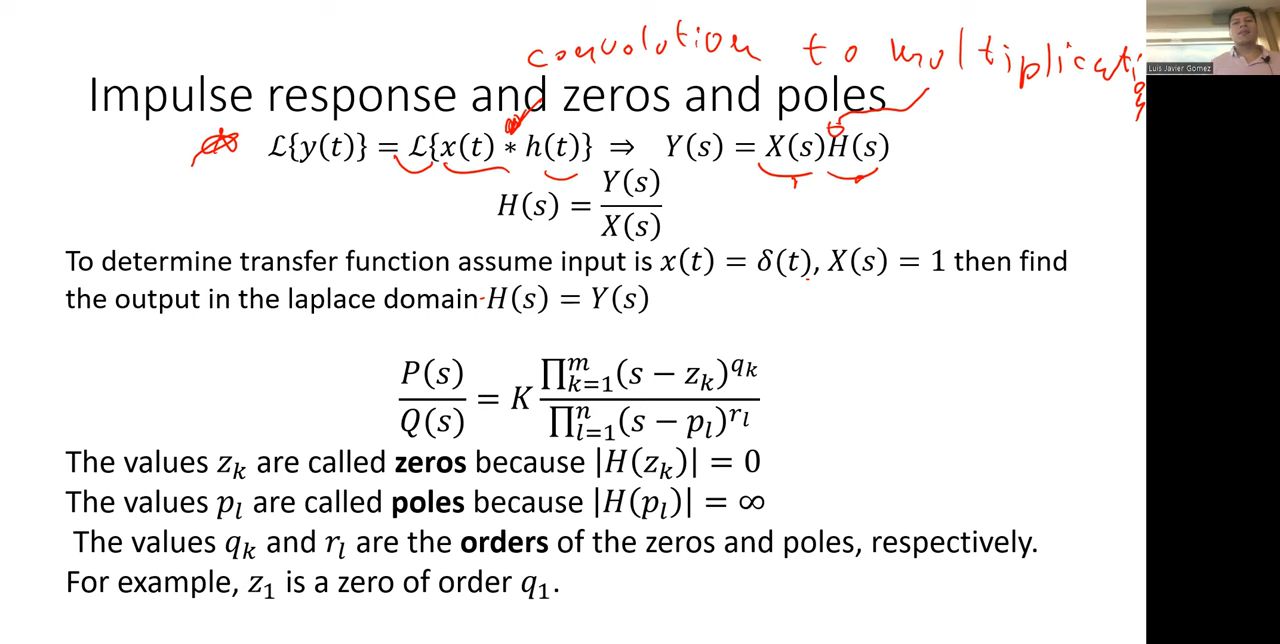 convolution to multiplication
Luis Javier Gomez
Impulse response and zeros and poles
ℒ{y(t)} = ℒ{x(t) * h(t)} ⇒ Y(s) = X(s)H(s)
H(s) = Y(s)/X(s)
To determine transfer function assume input is x(t) = δ(t), X(s) = 1 then find
the output in the laplace domain H(s) = Y(s)
P(s)/Q(s) = K ∏_{k=1}^{m}(s − z_k)^{q_k} / ∏_{l=1}^{n}(s − p_l)^{r_l}
The values z_k are called zeros because |H(z_k)| = 0
The values p_l are called poles because |H(p_l)| = ∞
The values q_k and r_l are the orders of the zeros and poles, respectively.
For example, z_1 is a zero of order q_1.